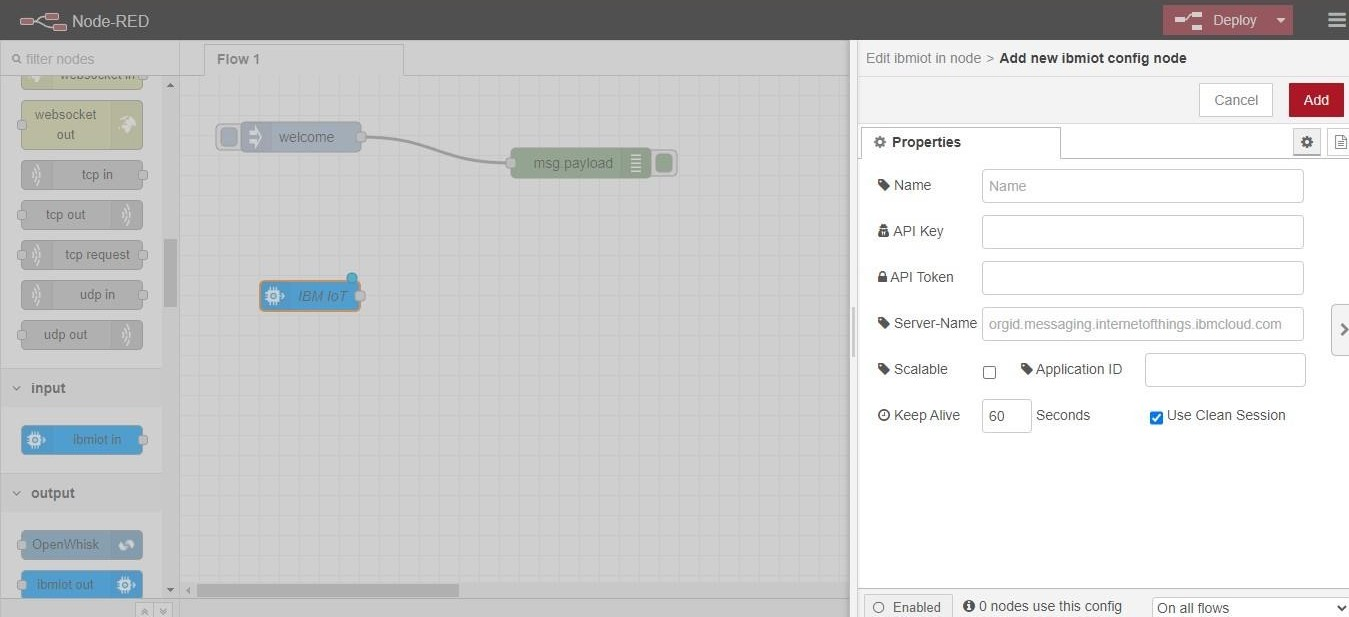 Node-RED
Deploy
filter nodes
Flow 1
Edit ibmiot in node > Add new ibmiot config node
Cancel
Add
Properties
websocket in
websocket
out
tcp in
tcp out
tcp request
udp in
udp out
input
ibmiot in
output
OpenWhisk
ibmiot out
welcome
msg payload
IBM IoT
Name
Name
API Key
API Token
Server-Name
orgid.messaging.internetofthings.ibmcloud.com
Scalable
Application ID
Keep Alive
60
Seconds
Use Clean Session
Enabled
0 nodes use this config
On all flows